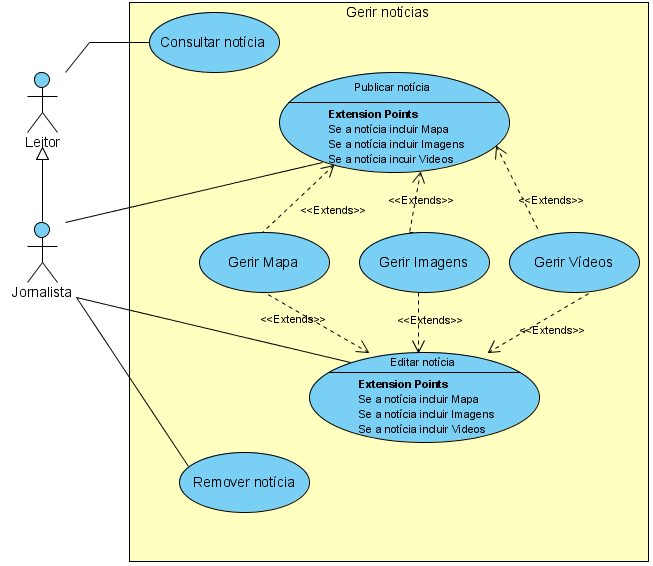 Gerir notícias
Consultar notícia
Publicar notícia
Extension Points
Se a notícia incluir Mapa
Se a notícia incluir Imagens
Se a notícia incuir Videos
Leitor
<<Extends>>
<<Extends>>
<<Extends>>
Gerir Mapa
Gerir Imagens
Gerir Vídeos
Jornalista
<<Extends>>
<<Extends>>
<<Extends>>
Editar notícia
Extension Points
Se a notícia incluir Mapa
Se a notícia incluir Imagens
Se a notícia incluir Videos
Remover notícia